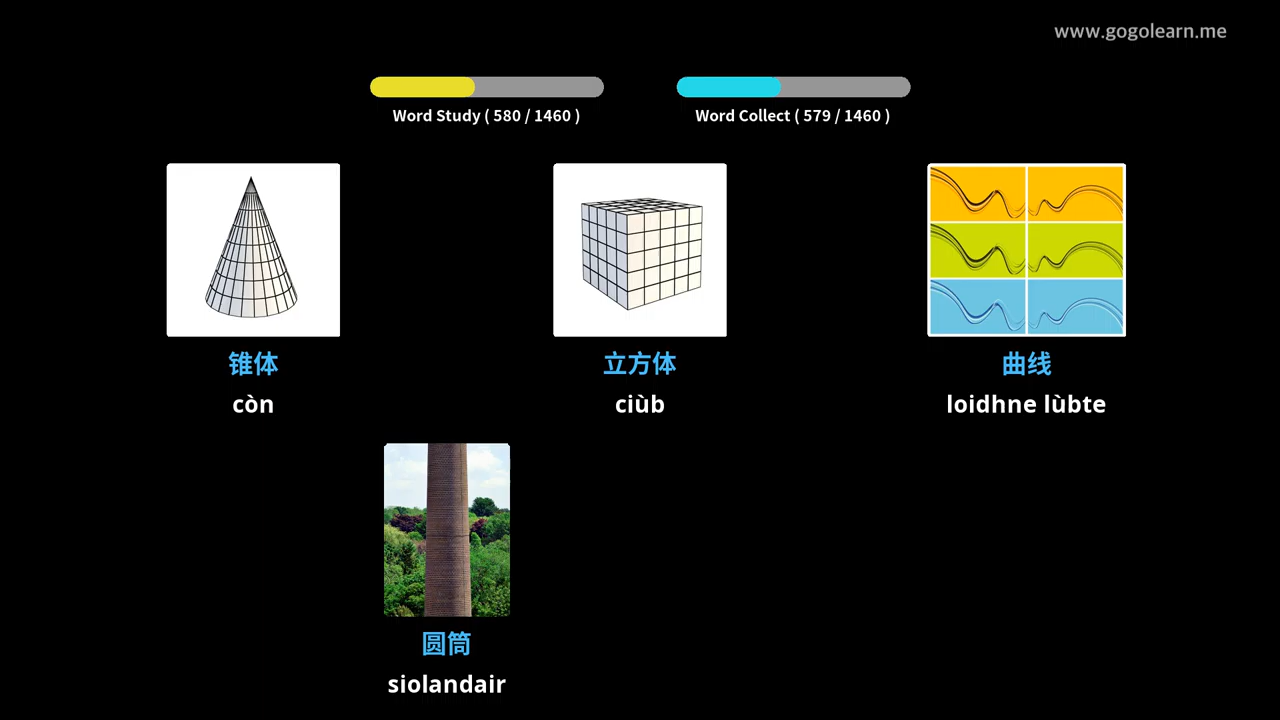 www.gogolearn.me
Word Study ( 580 / 1460 )
Word Collect ( 579 / 1460 )
锥体
còn
立方体
ciùb
曲线
loidhne lùbte
圆筒
siolandair